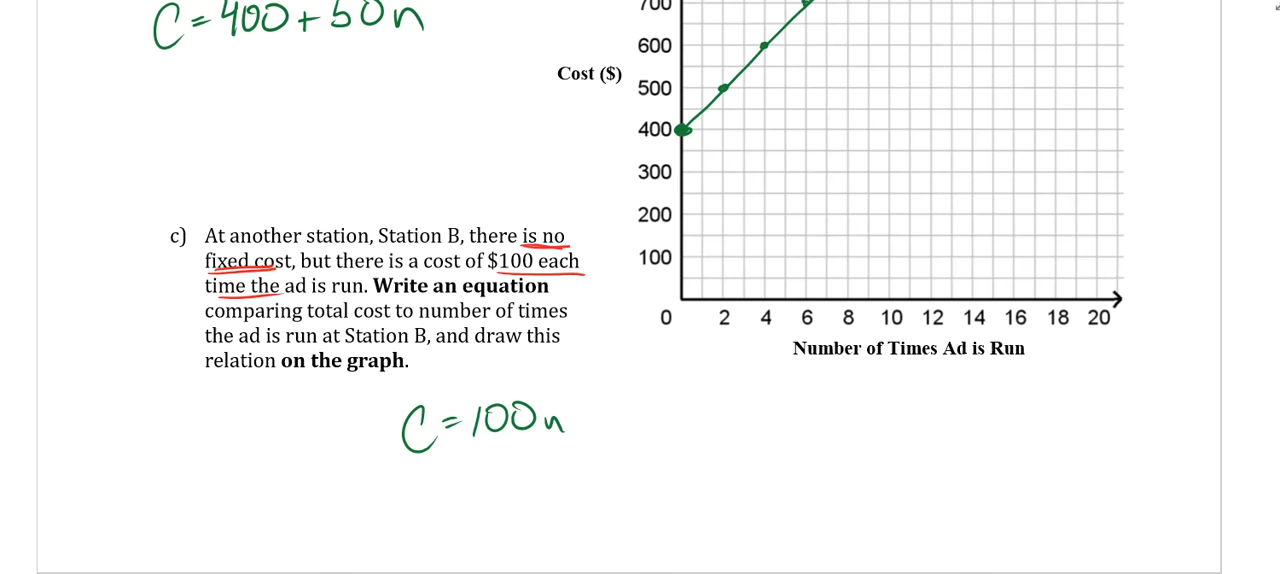 C = 400 + 50n
700
600
Cost ($)
500
400
300
200
100
0 2 4 6 8 10 12 14 16 18 20
Number of Times Ad is Run
c) At another station, Station B, there is no
fixed cost, but there is a cost of $100 each
time the ad is run. Write an equation
comparing total cost to number of times
the ad is run at Station B, and draw this
relation on the graph.
C = 100n